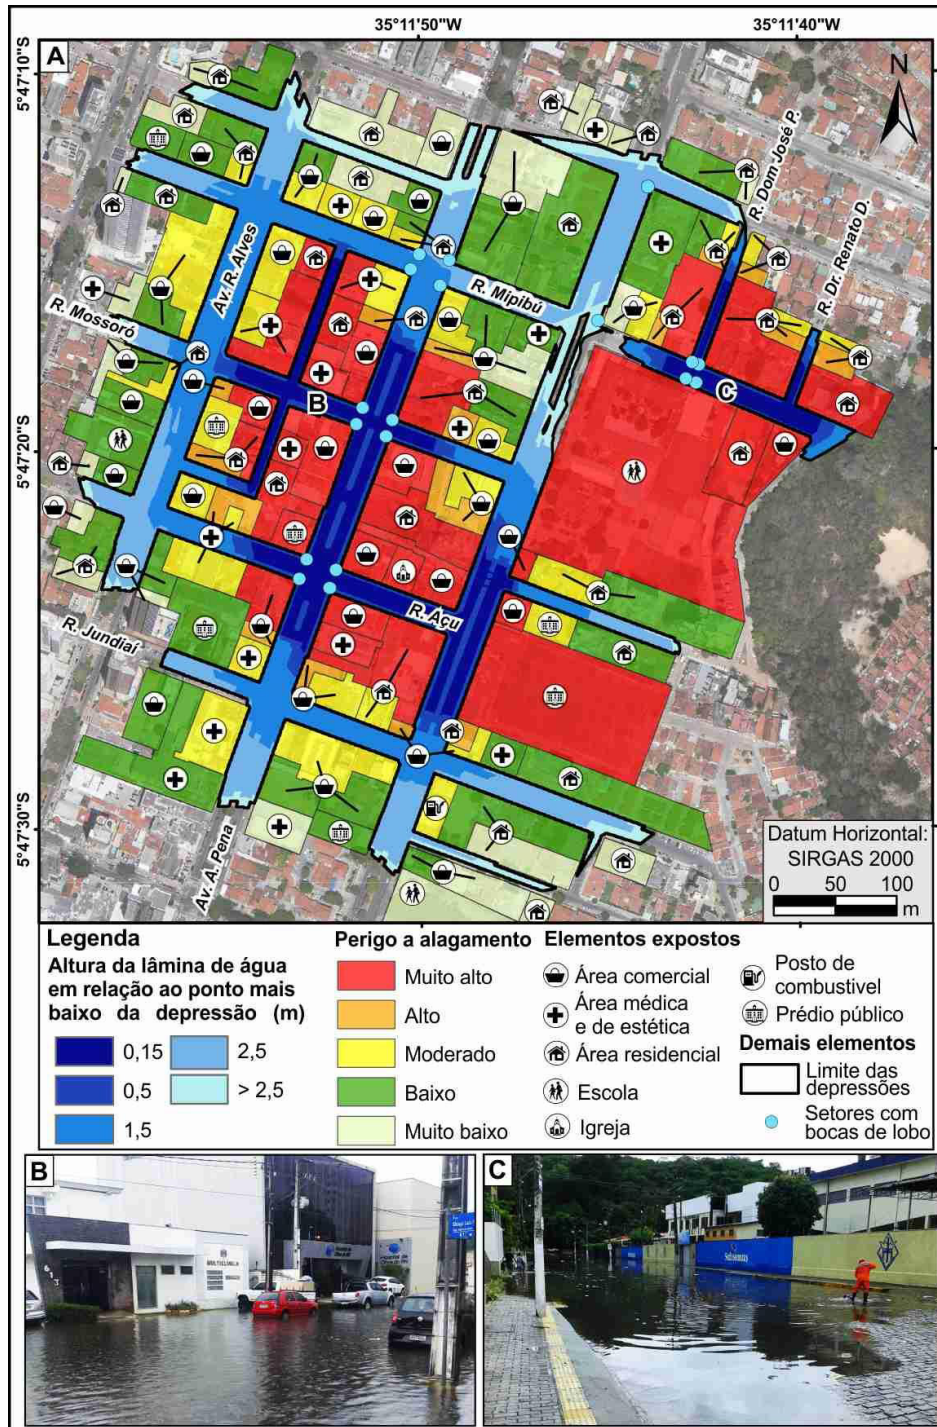 35°11'50"W
35°11'40"W
A
N
5°47'10"S
R. Dom José P.
R. Dr. Renato D.
Av. R. Alves
R. Mipibú
R. Mossoró
B
C
5°47'20"S
R. Açu
R. Jundiaí
5°47'30"S
Av. A. Pena
Datum Horizontal:
SIRGAS 2000
0 50 100
m
Legenda
Altura da lâmina de água
em relação ao ponto mais
baixo da depressão (m)
0,15
2,5
0,5
> 2,5
1,5
Perigo a alagamento
Muito alto
Alto
Moderado
Baixo
Muito baixo
Elementos expostos
Área comercial
Área médica
e de estética
Área residencial
Escola
Igreja
Posto de
combustivel
Prédio público
Demais elementos
Limite das
depressões
Setores com
bocas de lobo
B
613
C